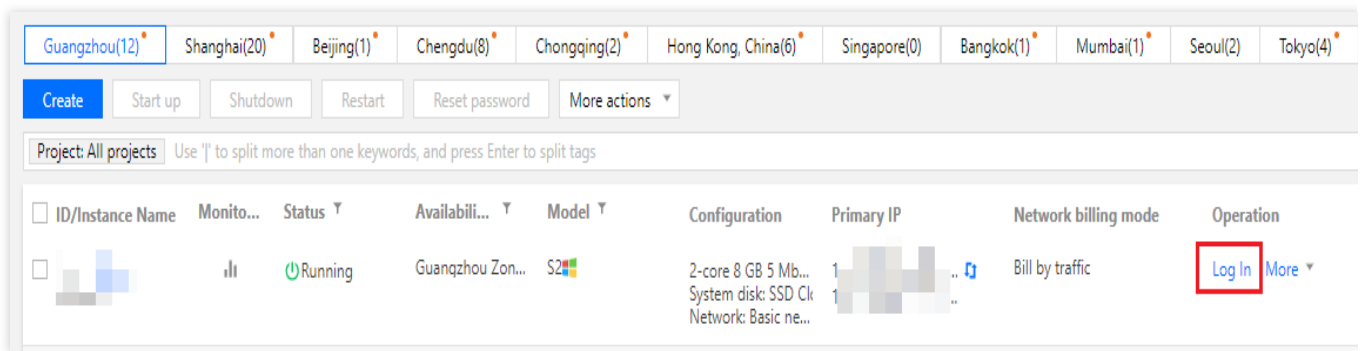 Guangzhou(12) Shanghai(20) Beijing(1) Chengdu(8) Chongqing(2) Hong Kong, China(6) Singapore(0) Bangkok(1) Mumbai(1) Seoul(2) Tokyo(4)
Create Start up Shutdown Restart Reset password More actions
Project: All projects Use '|' to split more than one keywords, and press Enter to split tags
ID/Instance Name Monito... Status Availabili... Model Configuration Primary IP Network billing mode Operation
Running Guangzhou Zon... S2 2-core 8 GB 5 Mb... 1 .. Bill by traffic Log In More
System disk: SSD Clo 1 ..
Network: Basic ne...